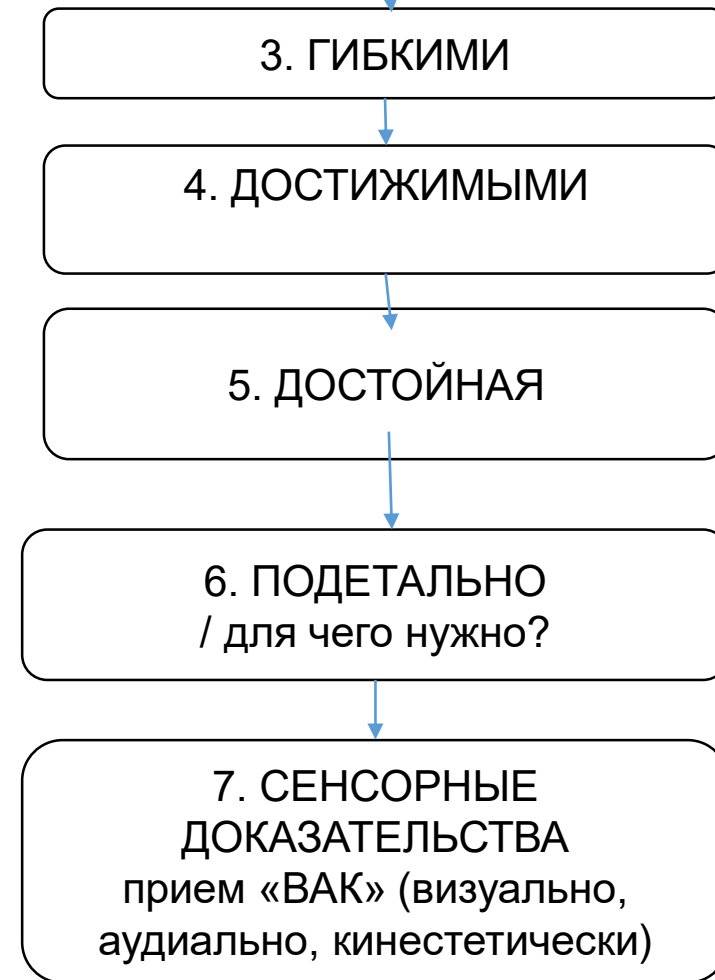 3. ГИБКИМИ
4. ДОСТИЖИМЫМИ
5. ДОСТОЙНАЯ
6. ПОДЕТАЛЬНО
/ для чего нужно?
7. СЕНСОРНЫЕ
ДОКАЗАТЕЛЬСТВА
прием «ВАК» (визуально,
аудиально, кинестетически)